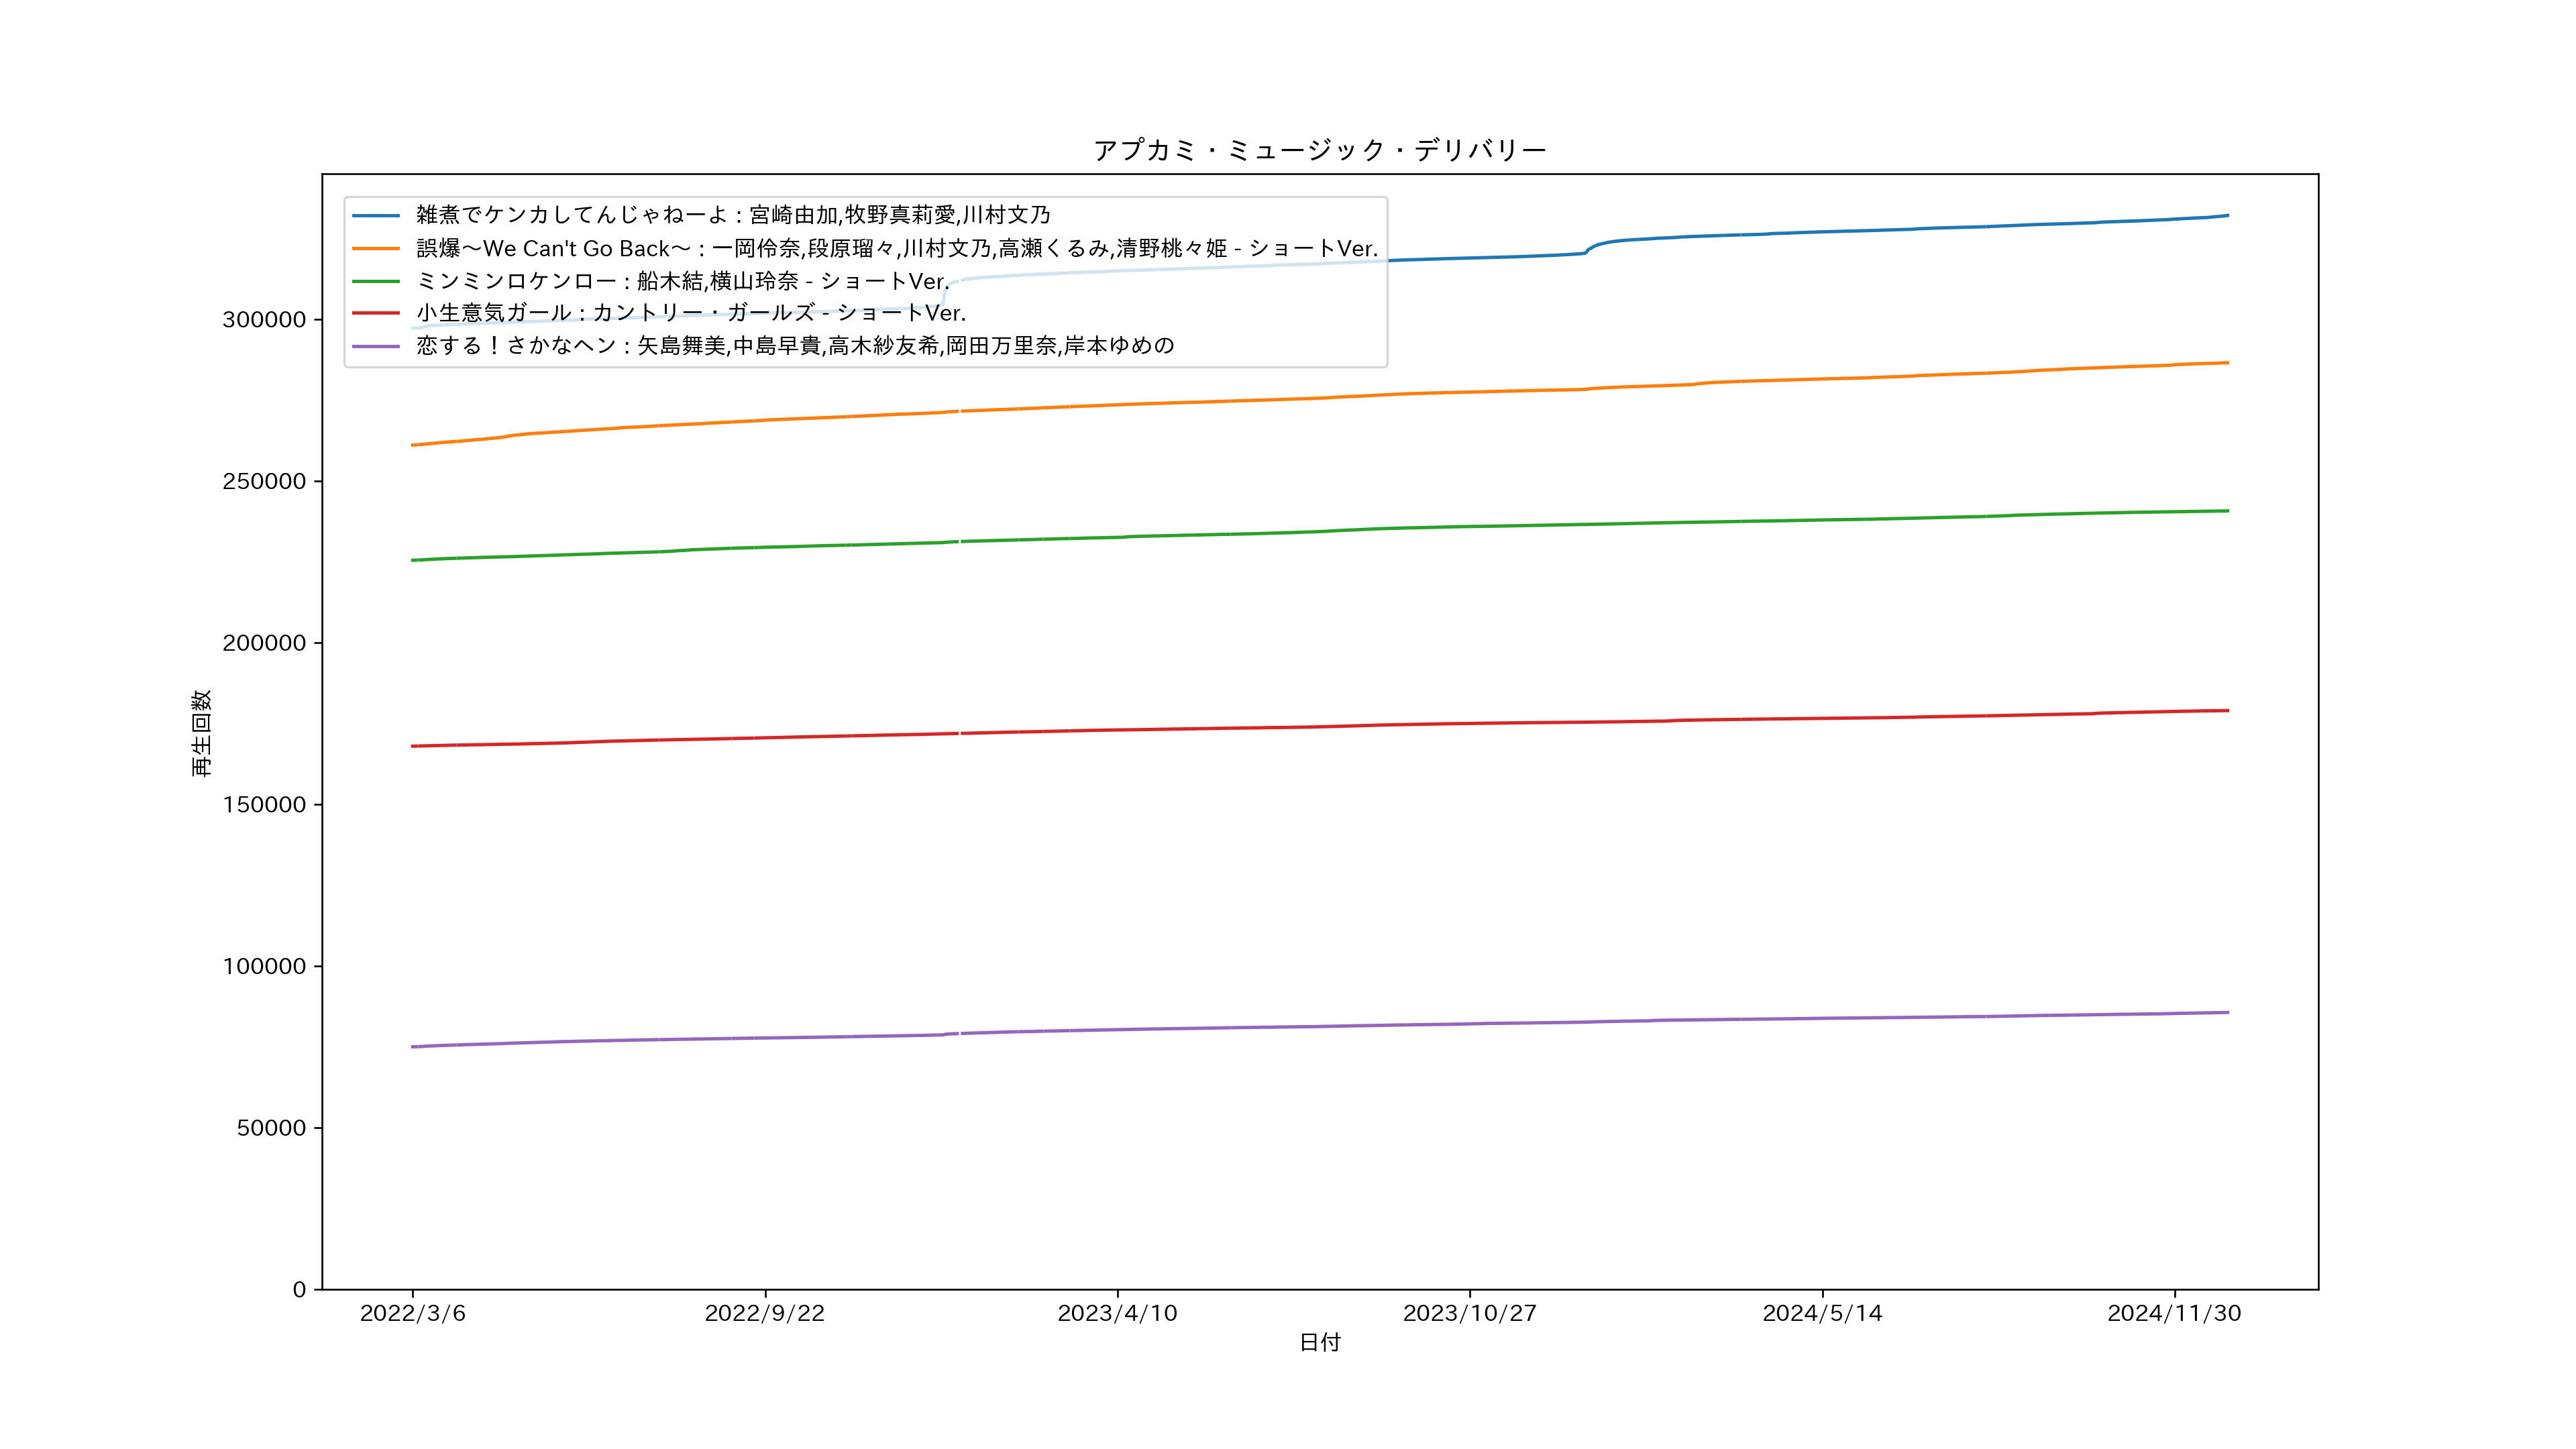 アプカミ・ミュージック・デリバリー
雑煮でケンカしてんじゃねーよ : 宮崎由加,牧野真莉愛,川村文乃
誤爆～We Can't Go Back～ : 一岡伶奈,段原瑠々,川村文乃,高瀬くるみ,清野桃々姫 - ショートVer.
ミンミンロケンロー : 船木結,横山玲奈 - ショートVer.
小生意気ガール : カントリー・ガールズ - ショートVer.
恋する！さかなヘン : 矢島舞美,中島早貴,高木紗友希,岡田万里奈,岸本ゆめの
300000
250000
200000
150000
100000
50000
0
再生回数
2022/3/6
2022/9/22
2023/4/10
2023/10/27
2024/5/14
2024/11/30
日付